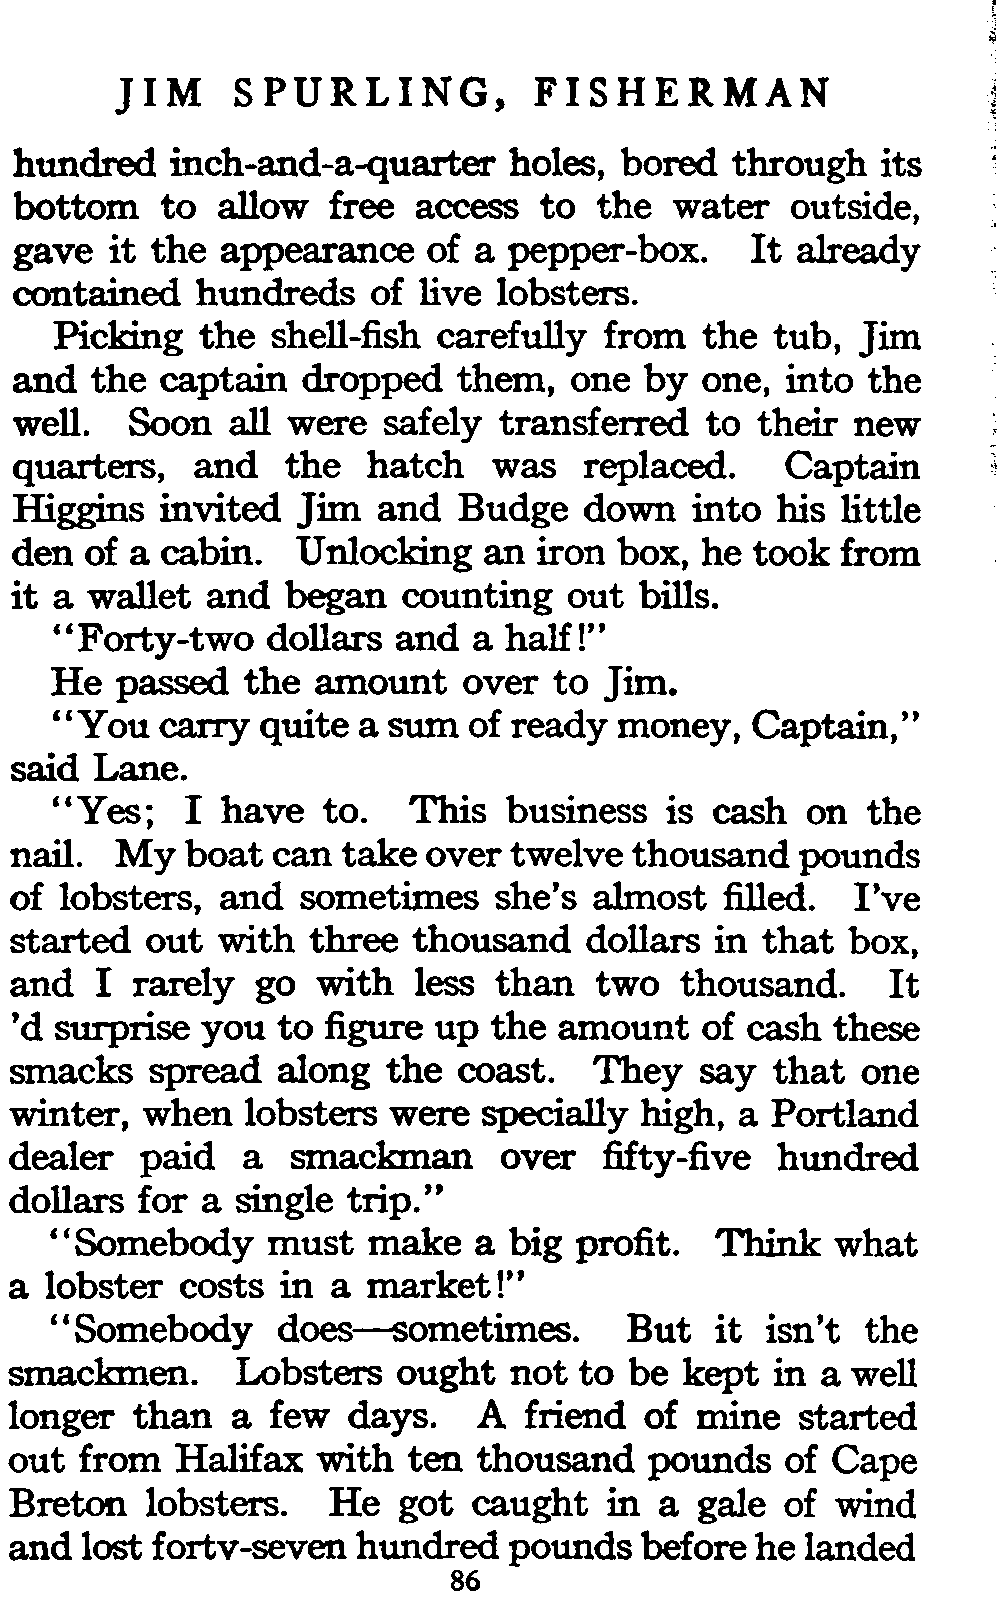 JIM SPURLING, FISHERMAN
hundred inch-and-a-quarter holes, bored through its
bottom to allow free access to the water outside,
gave it the appearance of a pepper-box. It already
contained hundreds of live lobsters.
Picking the shell-fish carefully from the tub, Jim
and the captain dropped them, one by one, into the
well. Soon all were safely transferred to their new
quarters, and the hatch was replaced. Captain
Higgins invited Jim and Budge down into his little
den of a cabin. Unlocking an iron box, he took from
it a wallet and began counting out bills.
"Forty-two dollars and a half!"
He passed the amount over to Jim.
"You carry quite a sum of ready money, Captain,"
said Lane.
"Yes; I have to. This business is cash on the
nail. My boat can take over twelve thousand pounds
of lobsters, and sometimes she's almost filled. I've
started out with three thousand dollars in that box,
and I rarely go with less than two thousand. It
'd surprise you to figure up the amount of cash these
smacks spread along the coast. They say that one
winter, when lobsters were specially high, a Portland
dealer paid a smackman over fifty-five hundred
dollars for a single trip."
"Somebody must make a big profit. Think what
a lobster costs in a market!"
"Somebody does—sometimes. But it isn't the
smackmen. Lobsters ought not to be kept in a well
longer than a few days. A friend of mine started
out from Halifax with ten thousand pounds of Cape
Breton lobsters. He got caught in a gale of wind
and lost forty-seven hundred pounds before he landed
86